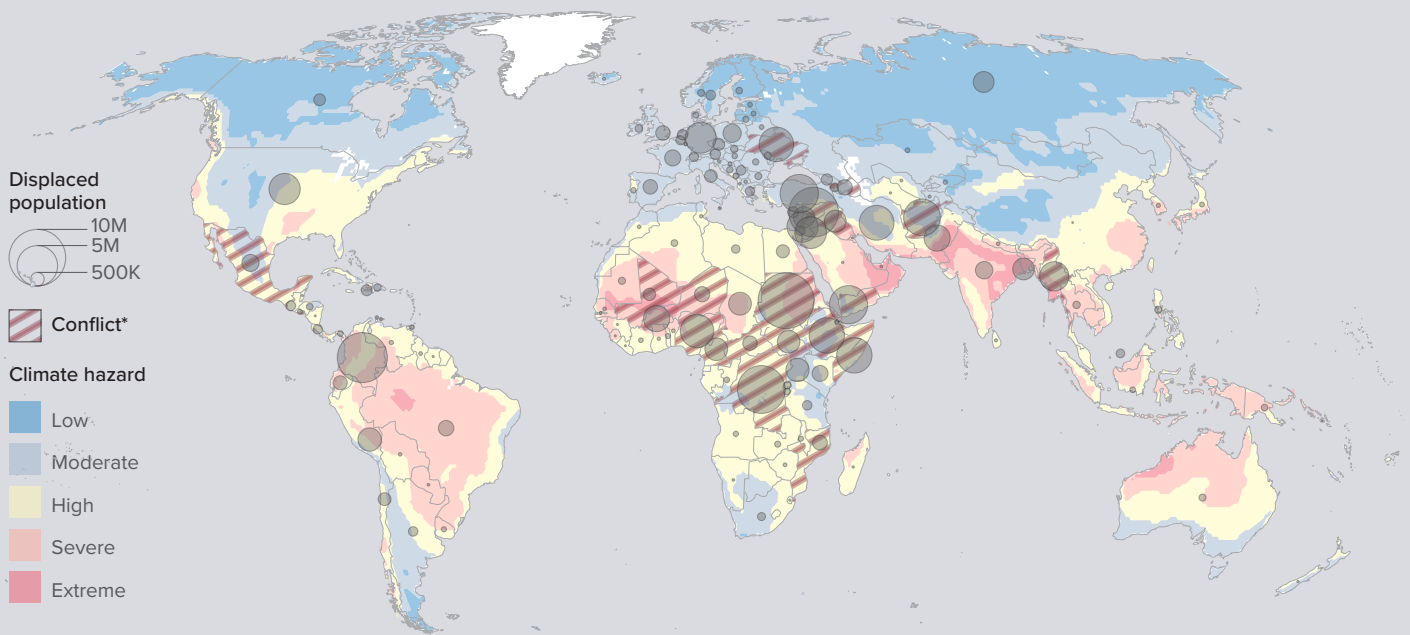 Displaced
population
10M
5M
500K
Conflict*
Climate hazard
Low
Moderate
High
Severe
Extreme